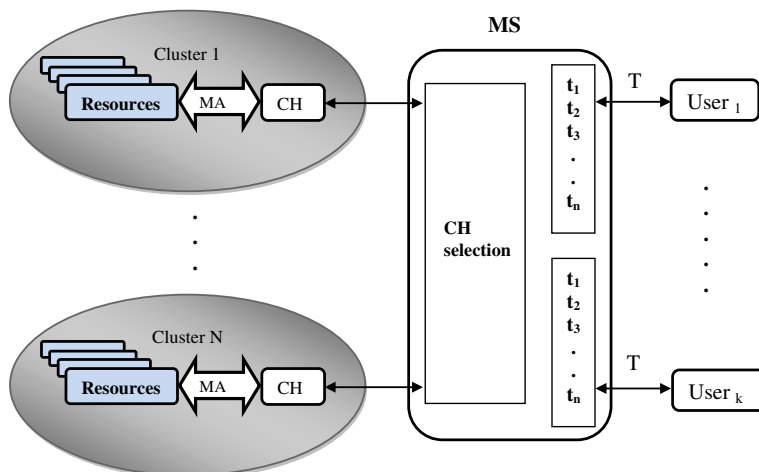 MS
Cluster 1
Resources
MA
CH
CH
selection
t1
t2
t3
.
.
tn
T
User 1
.
.
.
.
.
.
.
.
Cluster N
Resources
MA
CH
t1
t2
t3
.
.
tn
T
User k